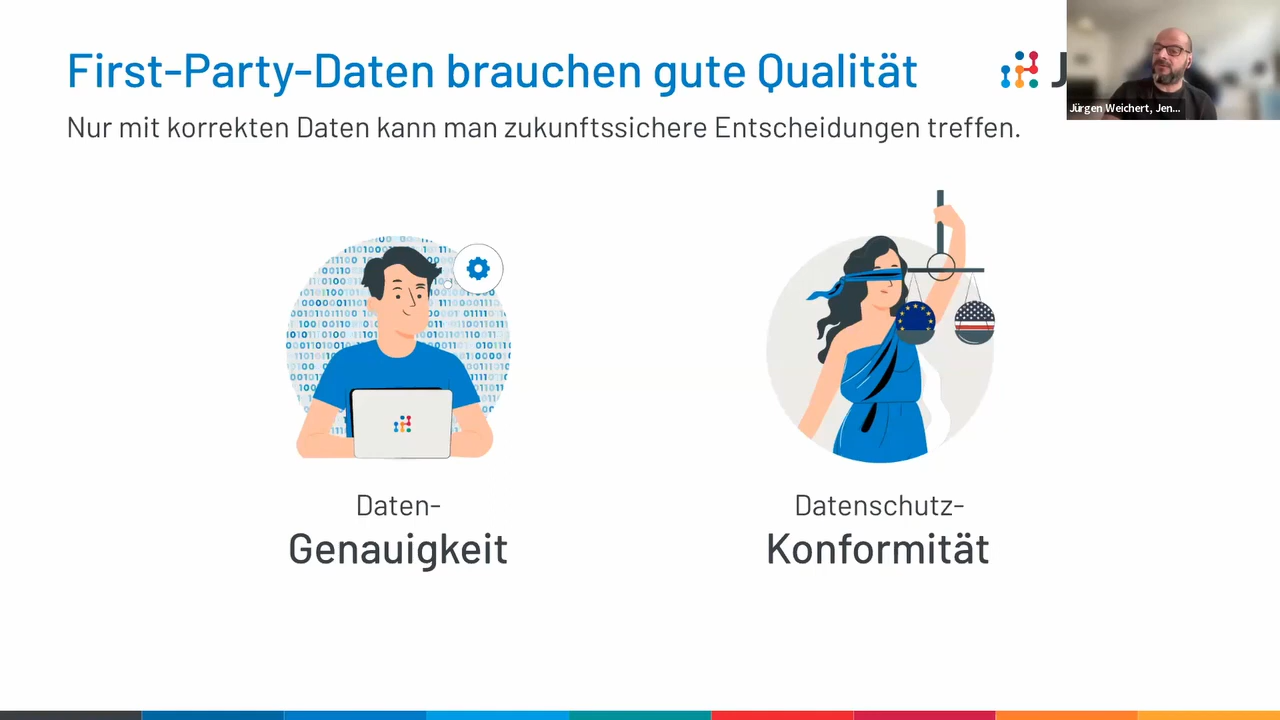 First-Party-Daten brauchen gute Qualität
Nur mit korrekten Daten kann man zukunftssichere Entscheidungen treffen.
Jürgen Weichert, Jen...
Daten-
Genauigkeit
Datenschutz-
Konformität